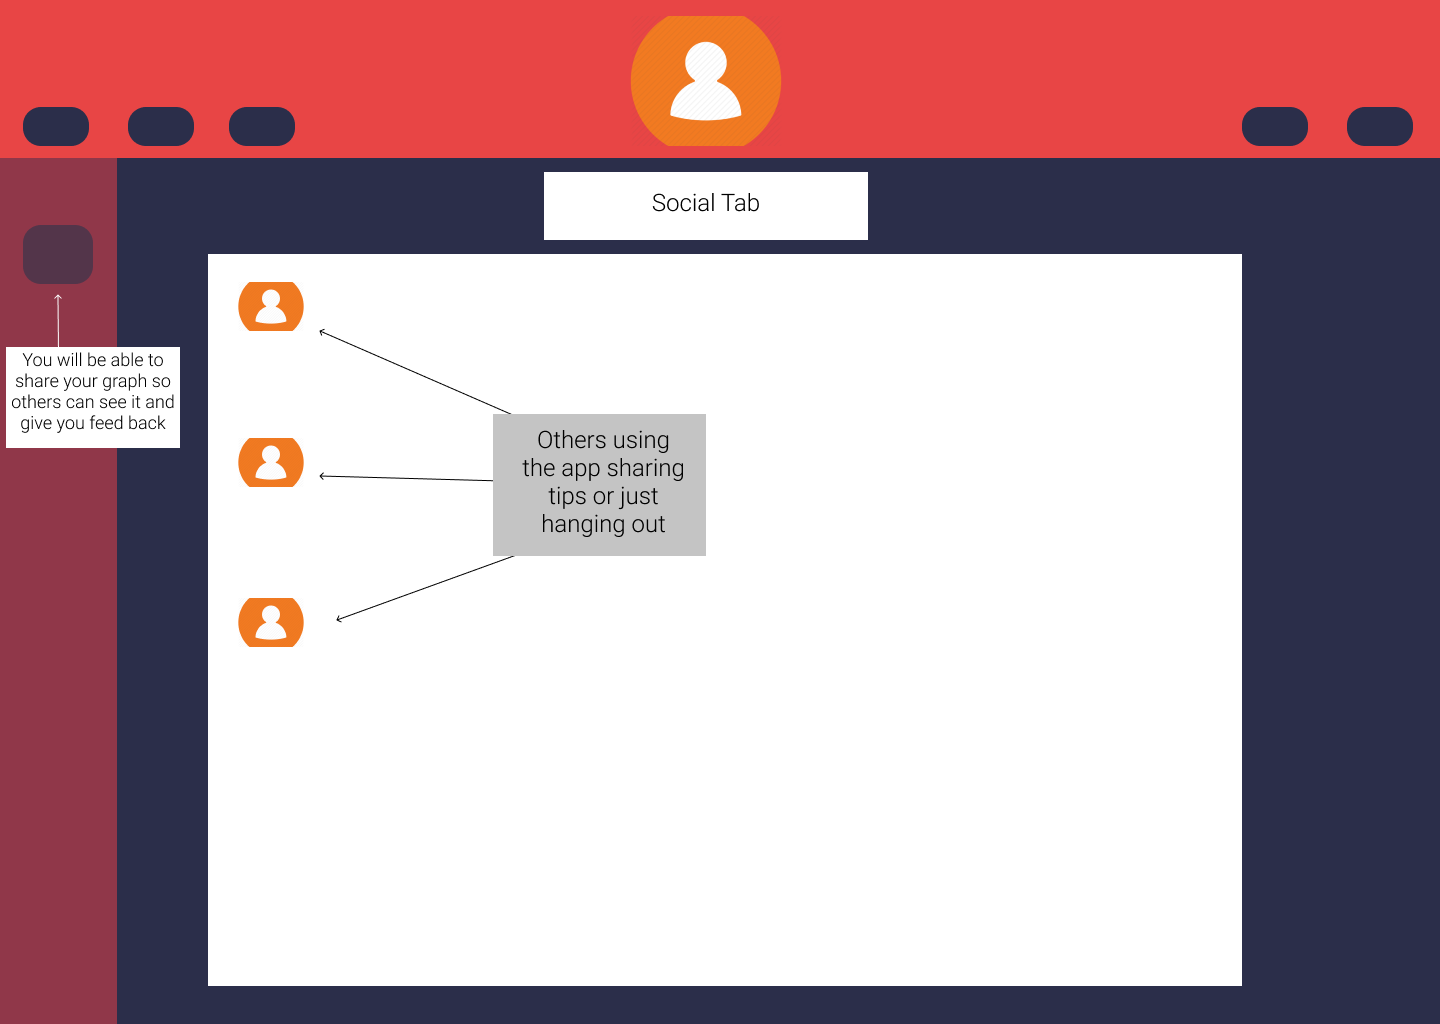 Social Tab
You will be able to
share your graph so
others can see it and
give you feed back
Others using
the app sharing
tips or just
hanging out